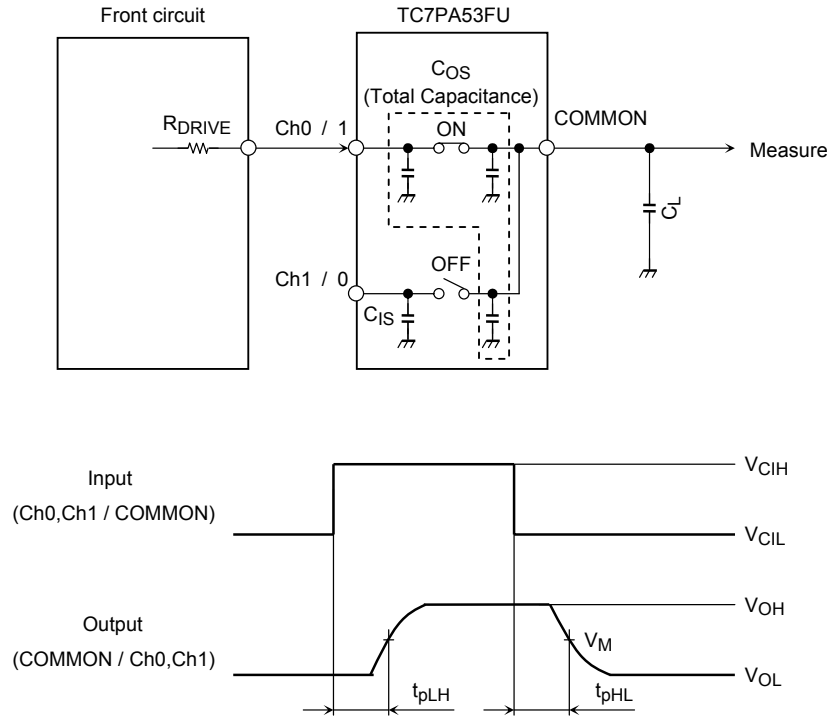 Front circuit
TC7PA53FU
COS
(Total Capacitance)
RDRIVE
Ch0 / 1
ON
COMMON
Measure
CL
Ch1 / 0
OFF
CIS
Input
(Ch0,Ch1 / COMMON)
VCIH
VCIL
Output
(COMMON / Ch0,Ch1)
VOH
VM
VOL
tpLH
tpHL